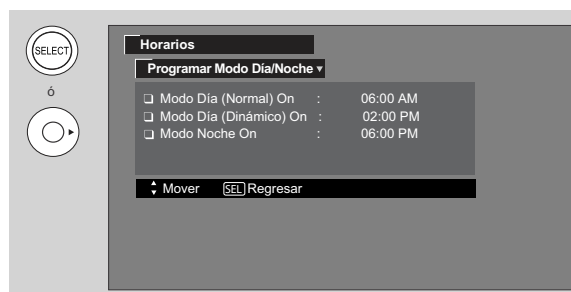 SELECT
ó
Horarios
Programar Modo Día/Noche ▾
❏ Modo Día (Normal) On : 06:00 AM
❏ Modo Día (Dinámico) On : 02:00 PM
❏ Modo Noche On : 06:00 PM
Mover SEL Regresar